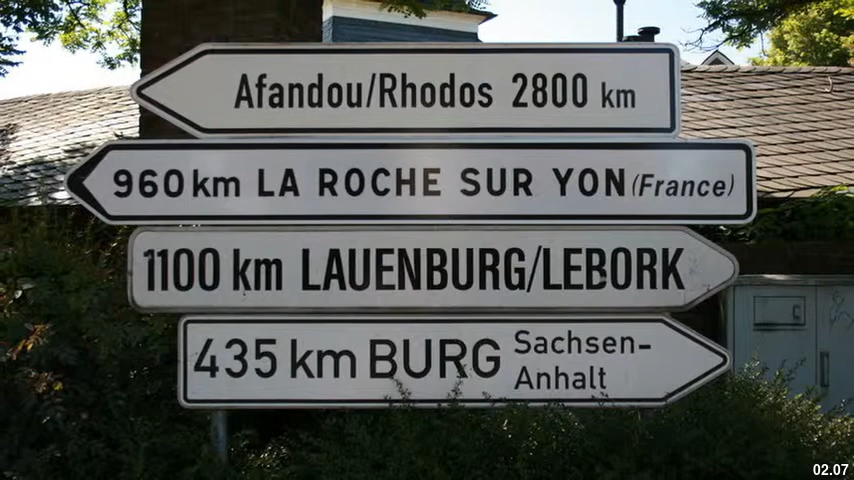 Afandou/Rhodos 2800 km
960 km LA ROCHE SUR YON (France)
1100 km LAUENBURG/LEBORK
435 km BURG Sachsen-
Anhalt
02.07